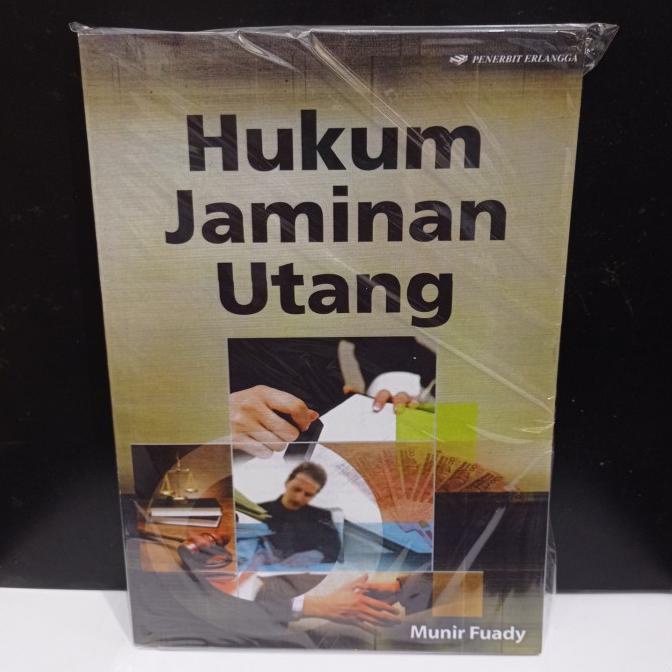 PENERBIT ERLANGGA
Hukum
Jaminan
Utang
Munir Fuady